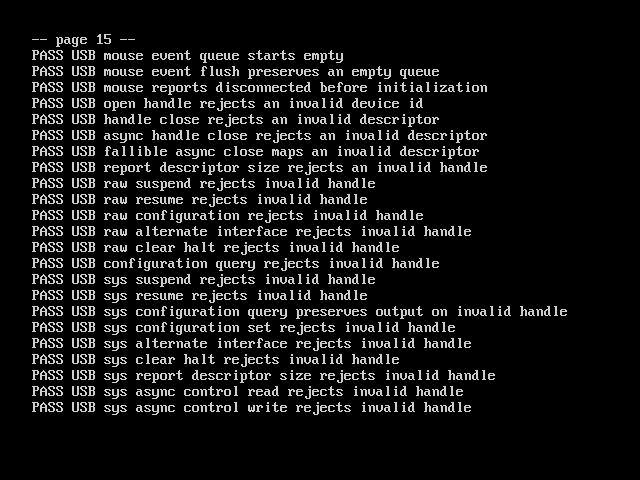 -- page 15 --
PASS USB mouse event queue starts empty
PASS USB mouse event flush preserves an empty queue
PASS USB mouse reports disconnected before initialization
PASS USB open handle rejects an invalid device id
PASS USB handle close rejects an invalid descriptor
PASS USB async handle close rejects an invalid descriptor
PASS USB fallible async close maps an invalid descriptor
PASS USB report descriptor size rejects an invalid handle
PASS USB raw suspend rejects invalid handle
PASS USB raw resume rejects invalid handle
PASS USB raw configuration rejects invalid handle
PASS USB raw alternate interface rejects invalid handle
PASS USB raw clear halt rejects invalid handle
PASS USB configuration query rejects invalid handle
PASS USB sys suspend rejects invalid handle
PASS USB sys resume rejects invalid handle
PASS USB sys configuration query preserves output on invalid handle
PASS USB sys configuration set rejects invalid handle
PASS USB sys alternate interface rejects invalid handle
PASS USB sys clear halt rejects invalid handle
PASS USB sys report descriptor size rejects invalid handle
PASS USB sys async control read rejects invalid handle
PASS USB sys async control write rejects invalid handle